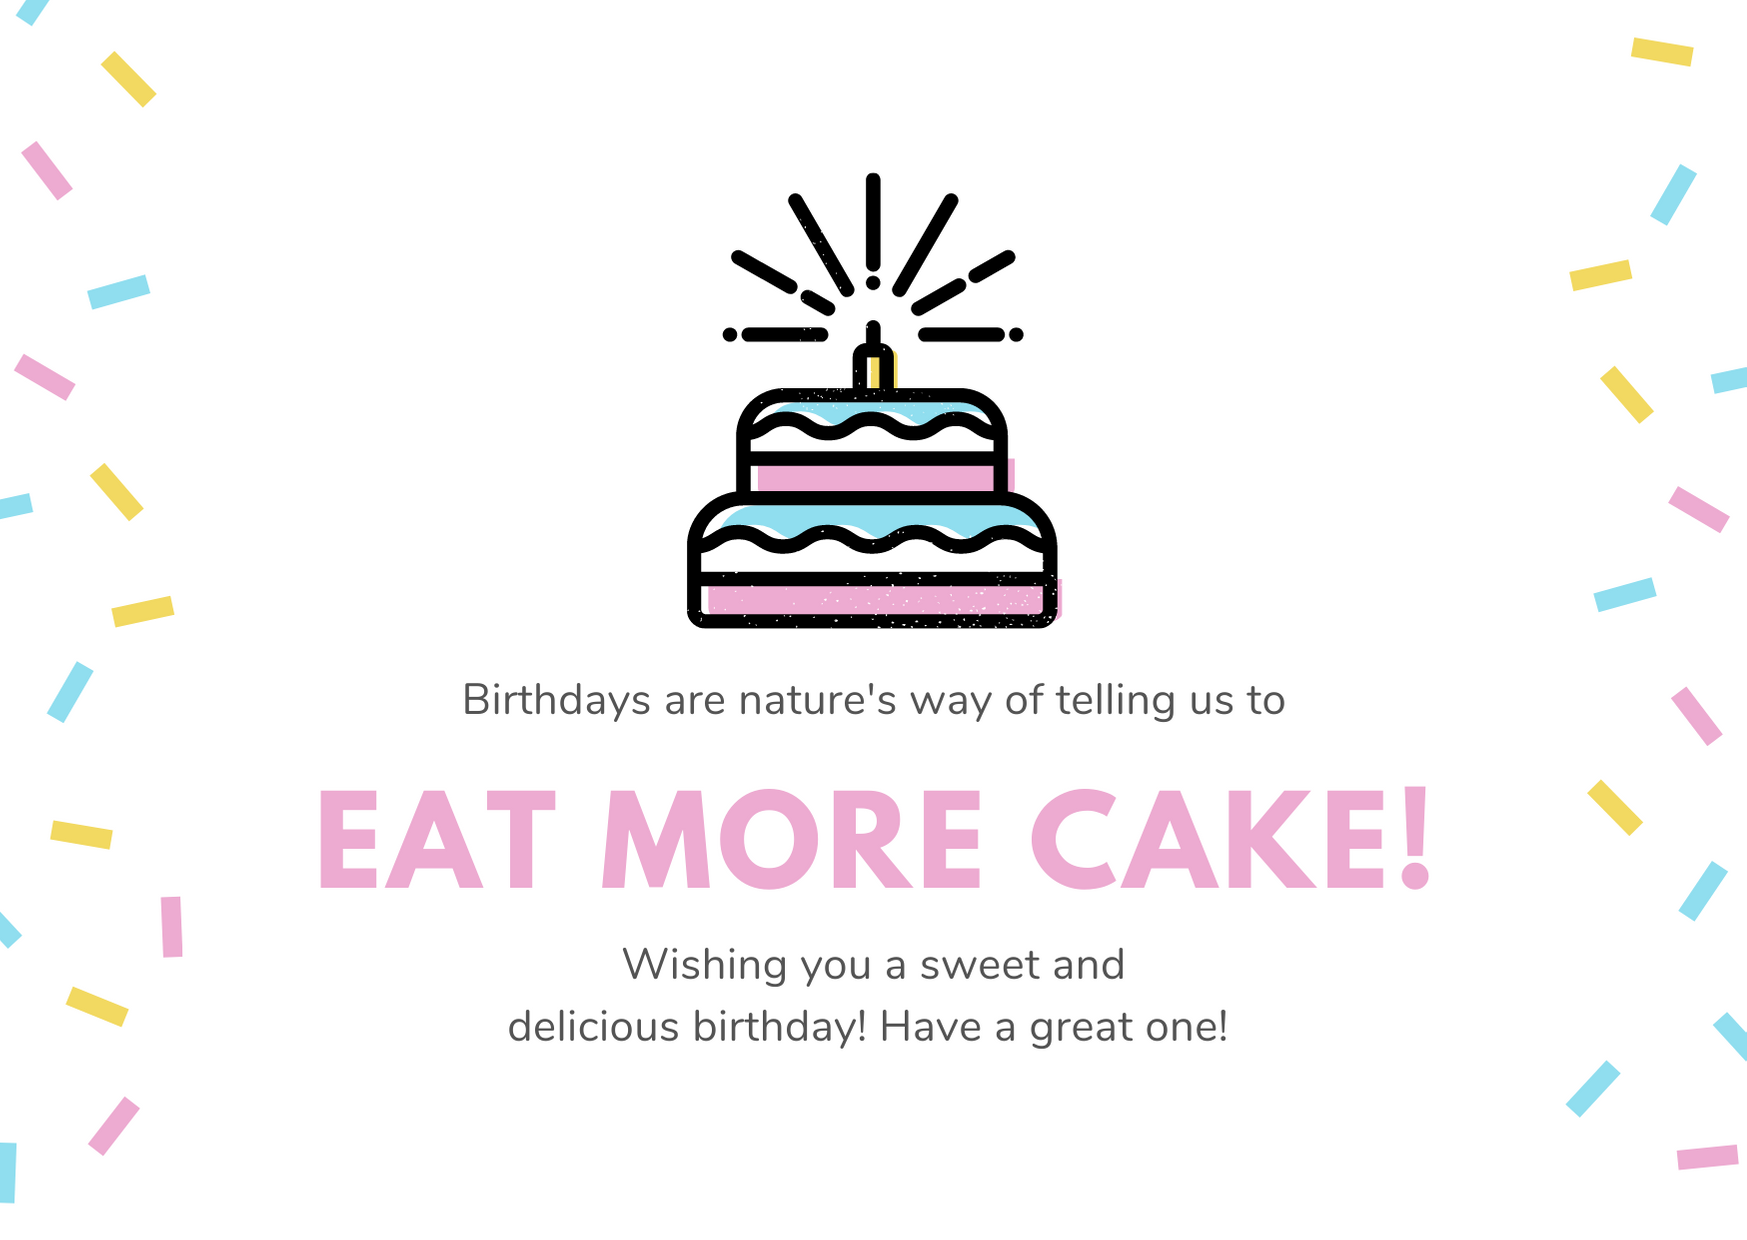 Birthdays are nature's way of telling us to
EAT MORE CAKE!
Wishing you a sweet and
delicious birthday! Have a great one!